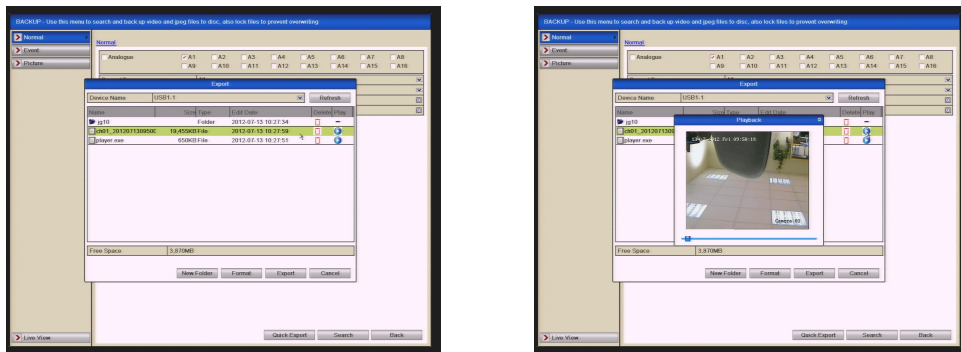 BACKUP - Use this menu to search and back up video and jpeg files to disc, also lock files to prevent overwriting
Normal
Event
Picture
Normal
Analogue A1 A2 A3 A4 A5 A6 A7 A8
A9 A10 A11 A12 A13 A14 A15 A16
Export
Device Name USB1-1 Refresh
Name Size Type Edit Date Delete Play
jg10 Folder 2012-07-13 10:27:34
19,455KB File 2012-07-13 10:27:59
player.exe 650KB File 2012-07-13 10:27:51
Free Space 3,870MB
New Folder Format Export Cancel
Quick Export Search Back
Live View
BACKUP - Use this menu to search and back up video and jpeg files to disc, also lock files to prevent overwriting
Normal
Event
Picture
Normal
Analogue A1 A2 A3 A4 A5 A6 A7 A8
A9 A10 A11 A12 A13 A14 A15 A16
Export
Device Name USB1-1 Refresh
Name Size Type Edit Date Delete Play
jg10
Playback
player.exe
Free Space 3,870MB
New Folder Format Export Cancel
Quick Export Search Back
Live View